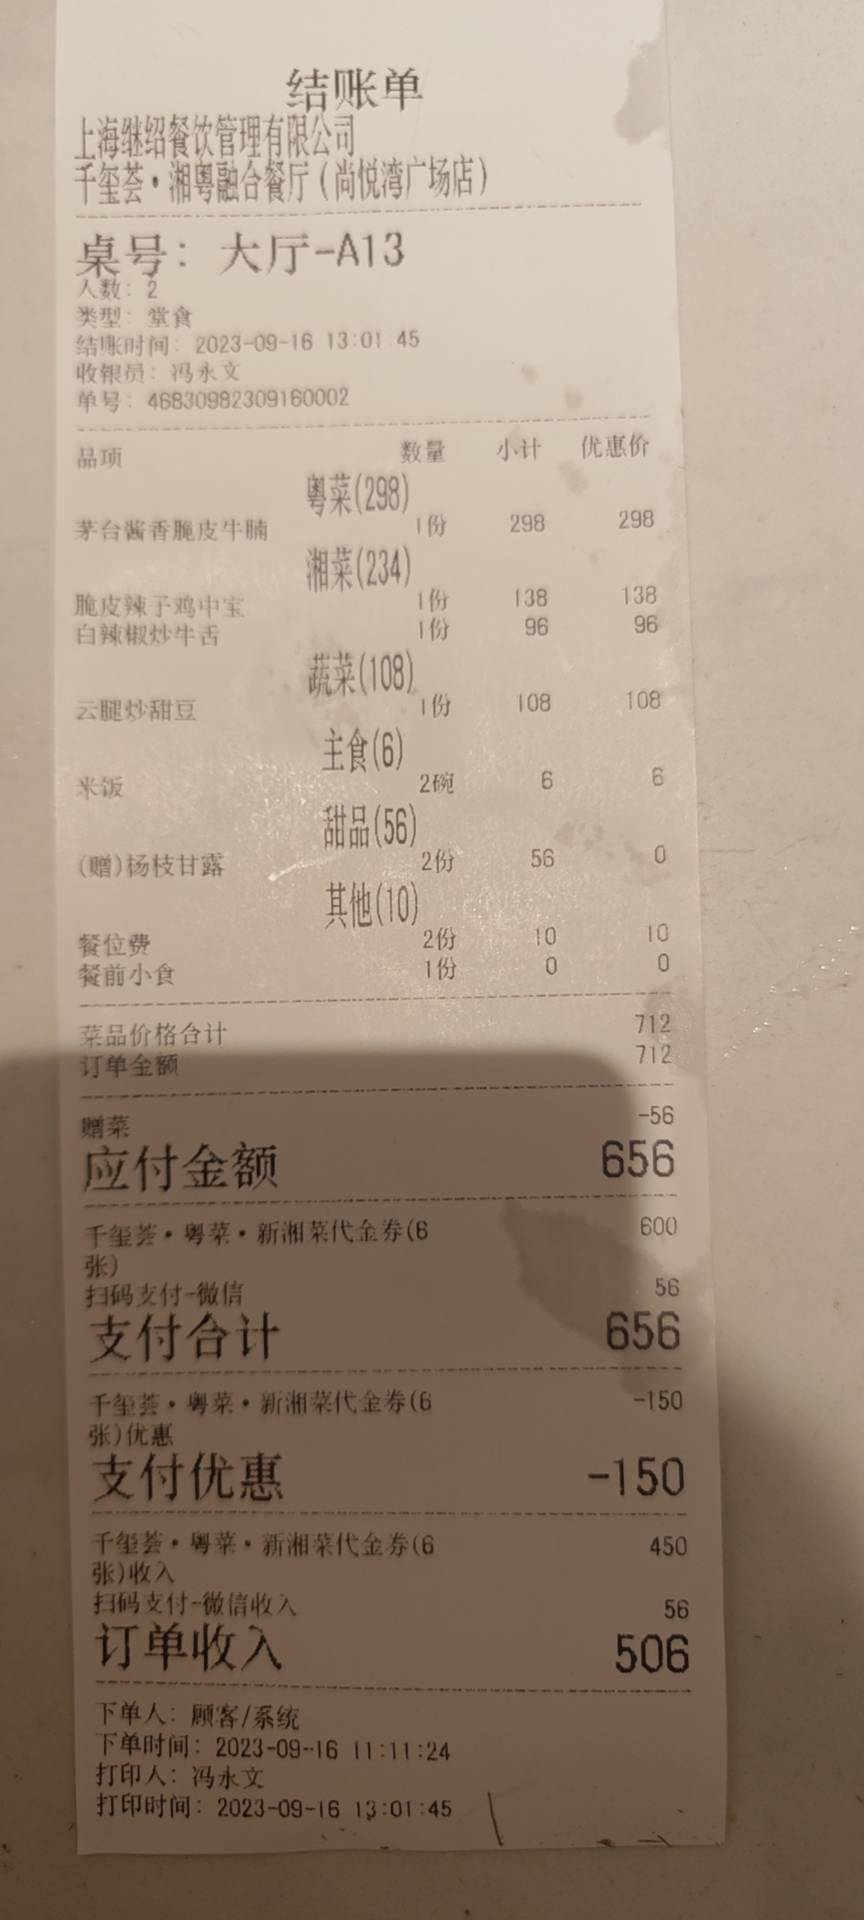 结账单
上海继绍餐饮管理有限公司
千玺荟·湘粤融合餐厅(尚悦湾广场店)
桌号: 大厅-A13
人数: 2
类型: 堂食
结账时间: 2023-09-16 13:01:45
收银员: 冯永文
单号: 46830982309160002
品项 数量 小计 优惠价
粤菜(298)
茅台酱香脆皮牛腩 1份 298 298
湘菜(234)
脆皮辣子鸡中宝 1份 138 138
白辣椒炒牛舌 1份 96 96
蔬菜(108)
云腿炒甜豆 1份 108 108
主食(6)
米饭 2碗 6 6
甜品(56)
(赠)杨枝甘露 2份 56 0
其他(10)
餐位费 2份 10 10
餐前小食 1份 0 0
菜品价格合计 712
订单金额 712
赠菜 -56
应付金额 656
千玺荟·粤菜·新湘菜代金券(6 600
张)
扫码支付-微信 56
支付合计 656
千玺荟·粤菜·新湘菜代金券(6 -150
张)优惠
支付优惠 -150
千玺荟·粤菜·新湘菜代金券(6 450
张)收入
扫码支付-微信收入 56
订单收入 506
下单人: 顾客/系统
下单时间: 2023-09-16 11:11:24
打印人: 冯永文
打印时间: 2023-09-16 13:01:45